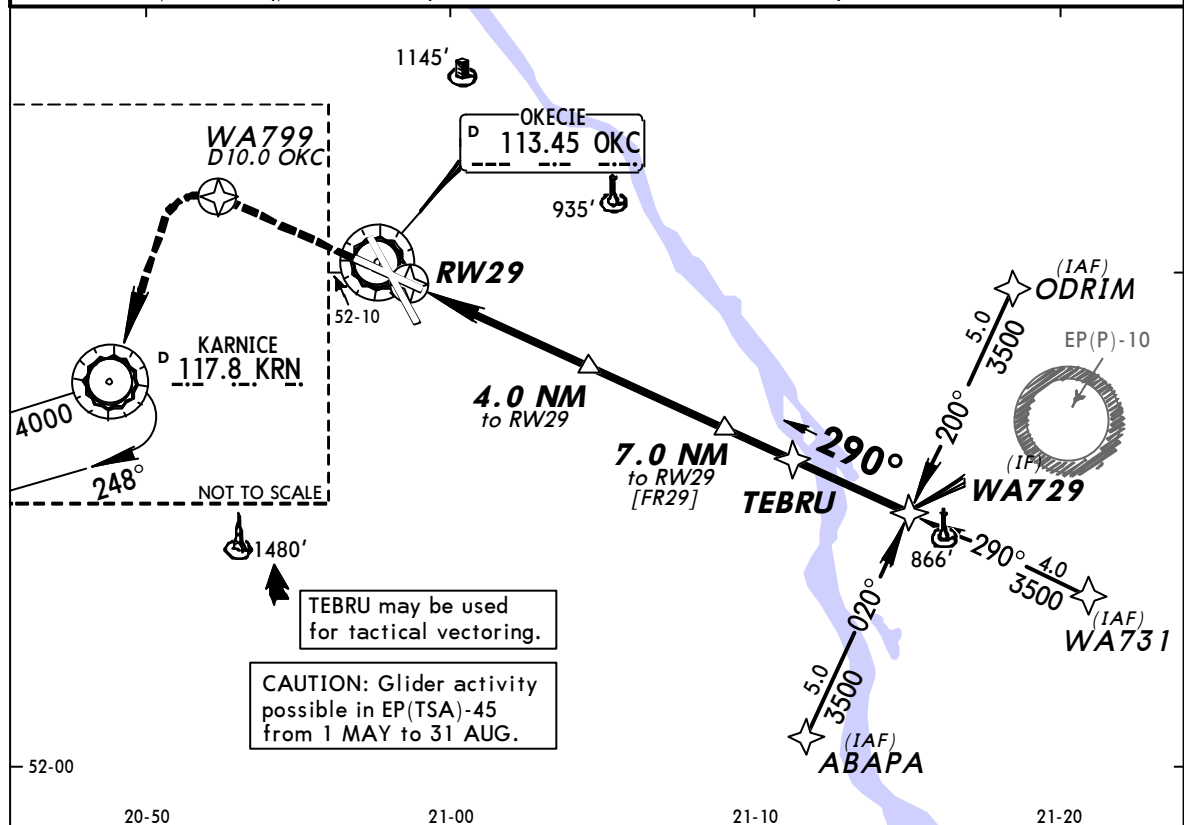 1145'
OKECIE
D 113.45 OKC
WA799
D10.0 OKC
935'
RW29
52-10
(IAF)
ODRIM
5.0
3500
200°
EP(P)-10
KARNICE
D 117.8 KRN
4000
248°
NOT TO SCALE
4.0 NM
to RW29
7.0 NM
to RW29
[FR29]
290°
TEBRU
(IF)
WA729
866'
290°
4.0
3500
(IAF)
WA731
1480'
TEBRU may be used
for tactical vectoring.
020°
5.0
3500
(IAF)
ABAPA
CAUTION: Glider activity
possible in EP(TSA)-45
from 1 MAY to 31 AUG.
52-00
20-50
21-00
21-10
21-20